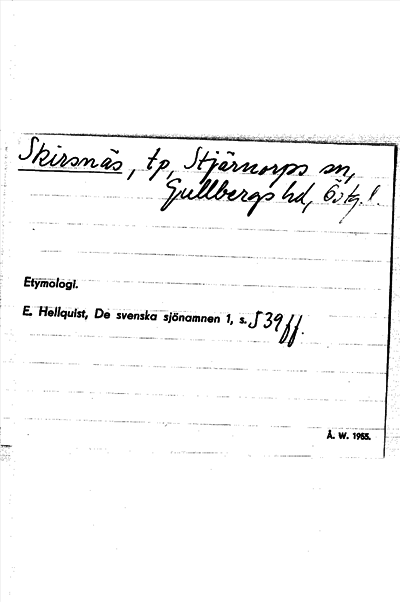 Skirsnäs, tp, Stjärnorps sn,
Gullbergs hd, Östg. l.
Etymologi.
E. Hellquist, De svenska sjönamnen 1, s. 539 ff.
Å. W. 1955.